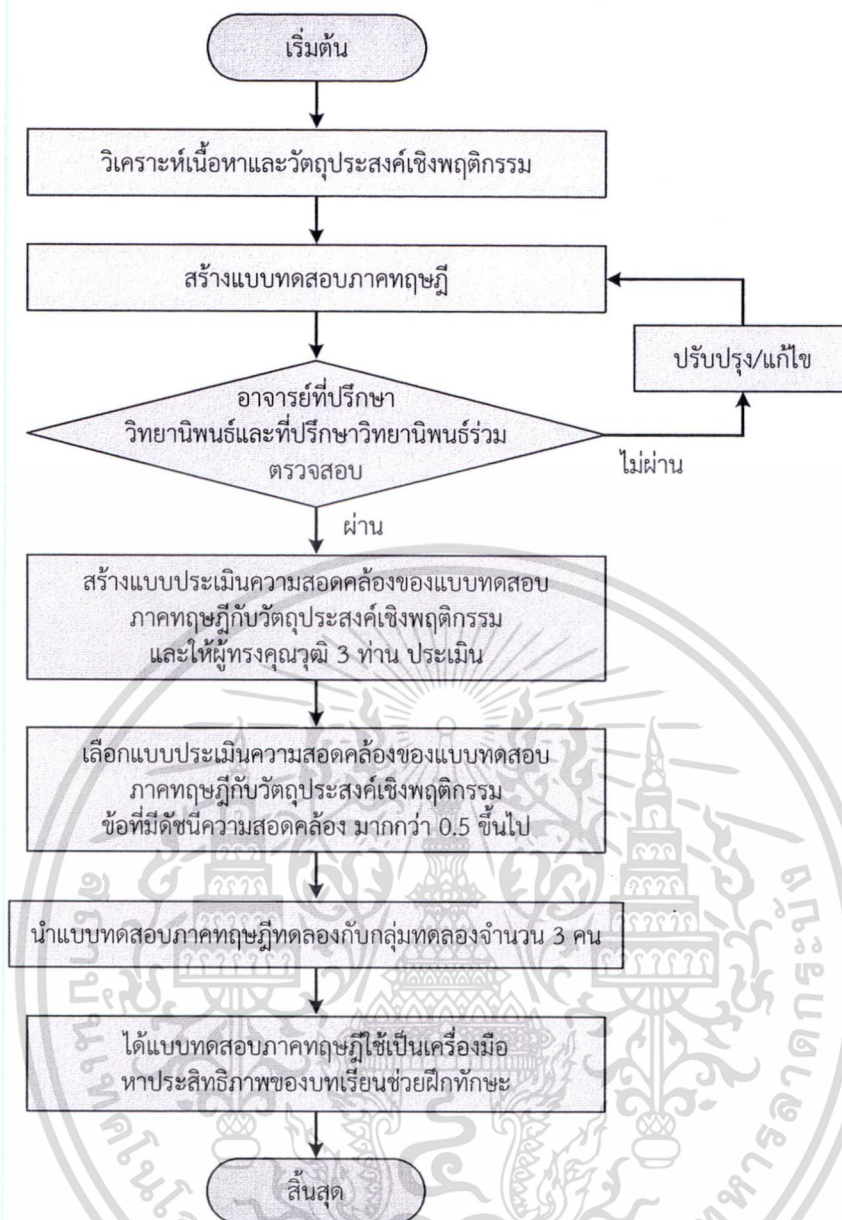 เริ่มต้น
วิเคราะห์เนื้อหาและวัตถุประสงค์เชิงพฤติกรรม
สร้างแบบทดสอบภาคทฤษฎี
ปรับปรุง/แก้ไข
อาจารย์ที่ปรึกษา
วิทยานิพนธ์และที่ปรึกษาวิทยานิพนธ์ร่วม
ตรวจสอบ
ไม่ผ่าน
ผ่าน
สร้างแบบประเมินความสอดคล้องของแบบทดสอบ
ภาคทฤษฎีกับวัตถุประสงค์เชิงพฤติกรรม
และให้ผู้ทรงคุณวุฒิ 3 ท่าน ประเมิน
เลือกแบบประเมินความสอดคล้องของแบบทดสอบ
ภาคทฤษฎีกับวัตถุประสงค์เชิงพฤติกรรม
ข้อที่มีดัชนีความสอดคล้อง มากกว่า 0.5 ขึ้นไป
นำแบบทดสอบภาคทฤษฎีทดลองกับกลุ่มทดลองจำนวน 3 คน
ได้แบบทดสอบภาคทฤษฎีใช้เป็นเครื่องมือ
หาประสิทธิภาพของบทเรียนช่วยฝึกทักษะ
สิ้นสุด